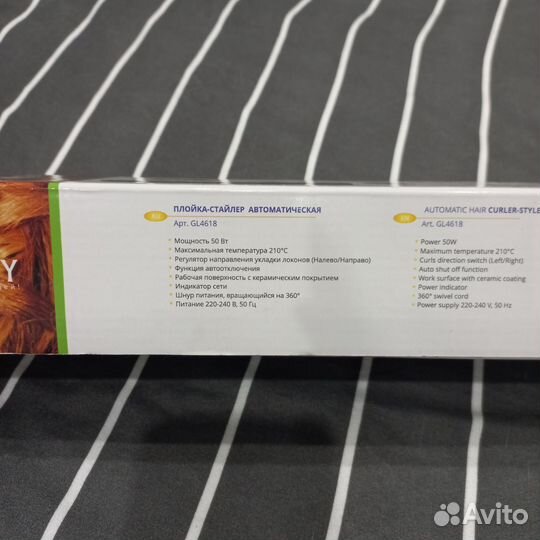 Y
RU
ПЛОЙКА-СТАЙЛЕР АВТОМАТИЧЕСКАЯ
Арт. GL4618
• Мощность 50 Вт
• Максимальная температура 210°С
• Регулятор направления укладки локонов (Налево/Направо)
• Функция автоотключения
• Рабочая поверхность с керамическим покрытием
• Индикатор сети
• Шнур питания, вращающийся на 360°
• Питание 220-240 В, 50 Гц
EN
AUTOMATIC HAIR CURLER-STYLE
Art. GL4618
• Power 50W
• Maximum temperature 210°C
• Curls direction switch (Left/Right)
• Auto shut off function
• Work surface with ceramic coating
• Power indicator
• 360° swivel cord
• Power supply 220-240 V, 50 Hz
Avito